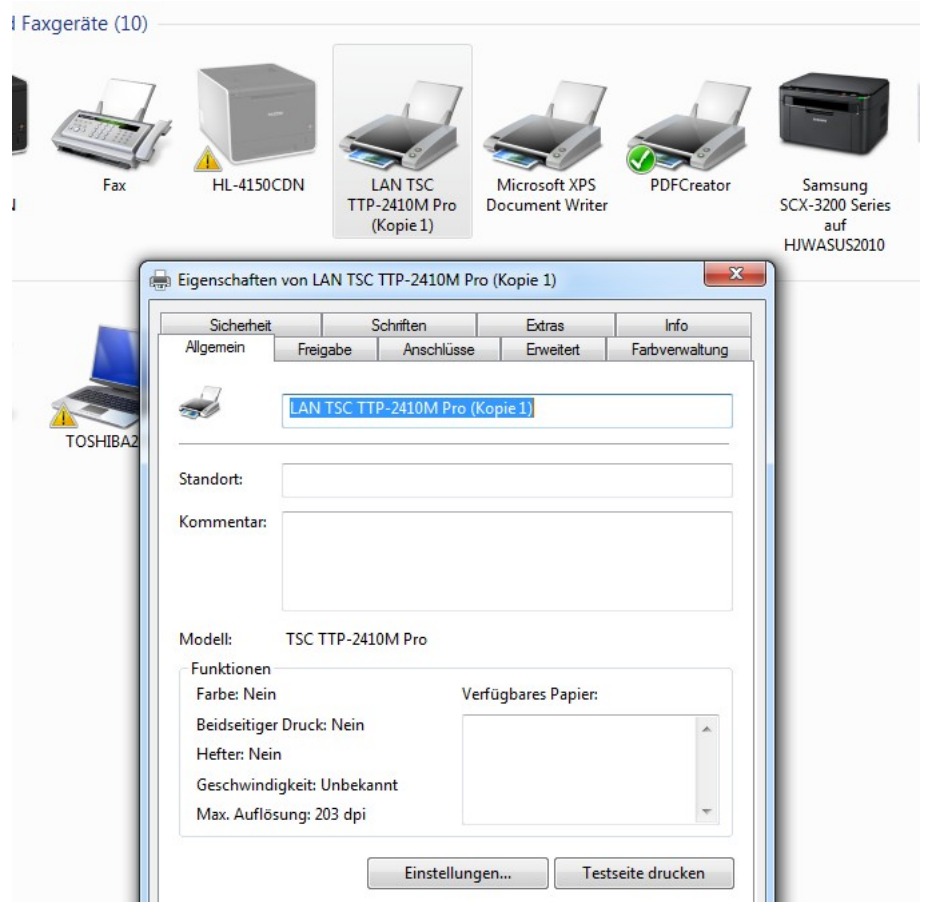 d Faxgeräte (10)
Fax
HL-4150CDN
LAN TSC
TTP-2410M Pro
(Kopie 1)
Microsoft XPS
Document Writer
PDFCreator
Samsung
SCX-3200 Series
auf
HJWASUS2010
TOSHIBA2
Eigenschaften von LAN TSC TTP-2410M Pro (Kopie 1)
Sicherheit
Schriften
Extras
Info
Allgemein
Freigabe
Anschlüsse
Erweitert
Farbverwaltung
LAN TSC TTP-2410M Pro (Kopie 1)
Standort:
Kommentar:
Modell:
TSC TTP-2410M Pro
Funktionen
Farbe: Nein
Beidseitiger Druck: Nein
Hefter: Nein
Geschwindigkeit: Unbekannt
Max. Auflösung: 203 dpi
Verfügbares Papier:
Einstellungen...
Testseite drucken